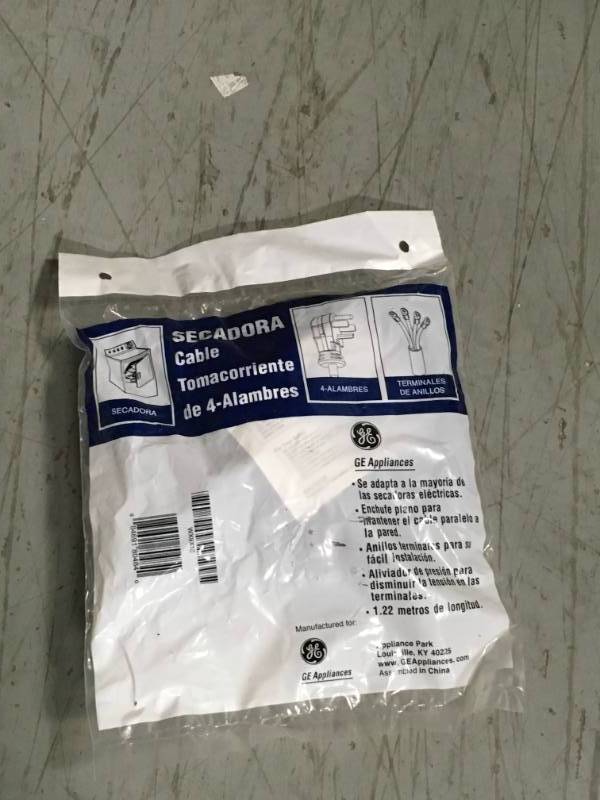 SECADORA
Cable
Tomacorriente
de 4-Alambres
SECADORA
4-ALAMBRES
TERMINALES
DE ANILLOS
GE
GE Appliances
• Se adapta a la mayoría de
las secadoras eléctricas.
• Enchufe plano para
mantener el cable paralelo a
la pared.
• Anillos terminales para su
fácil instalación.
• Aliviador de presión para
disminuir la tensión en las
terminales.
• 1.22 metros de longitud.
Manufactured for:
GE
GE Appliances
Appliance Park
Louisville, KY 40225
www.GEAppliances.com
Assembled in China